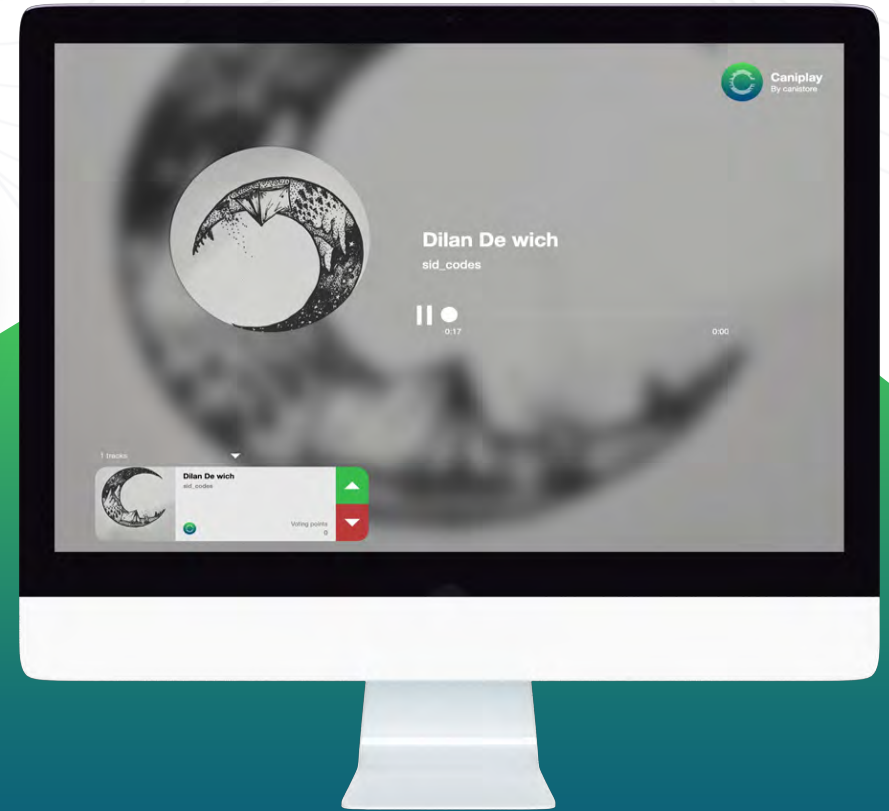 Caniplay
By canistore
Dilan De wich
sid_codes
0:17
0:00
1 tracks
Dilan De wich
sid_codes
Voting points
0